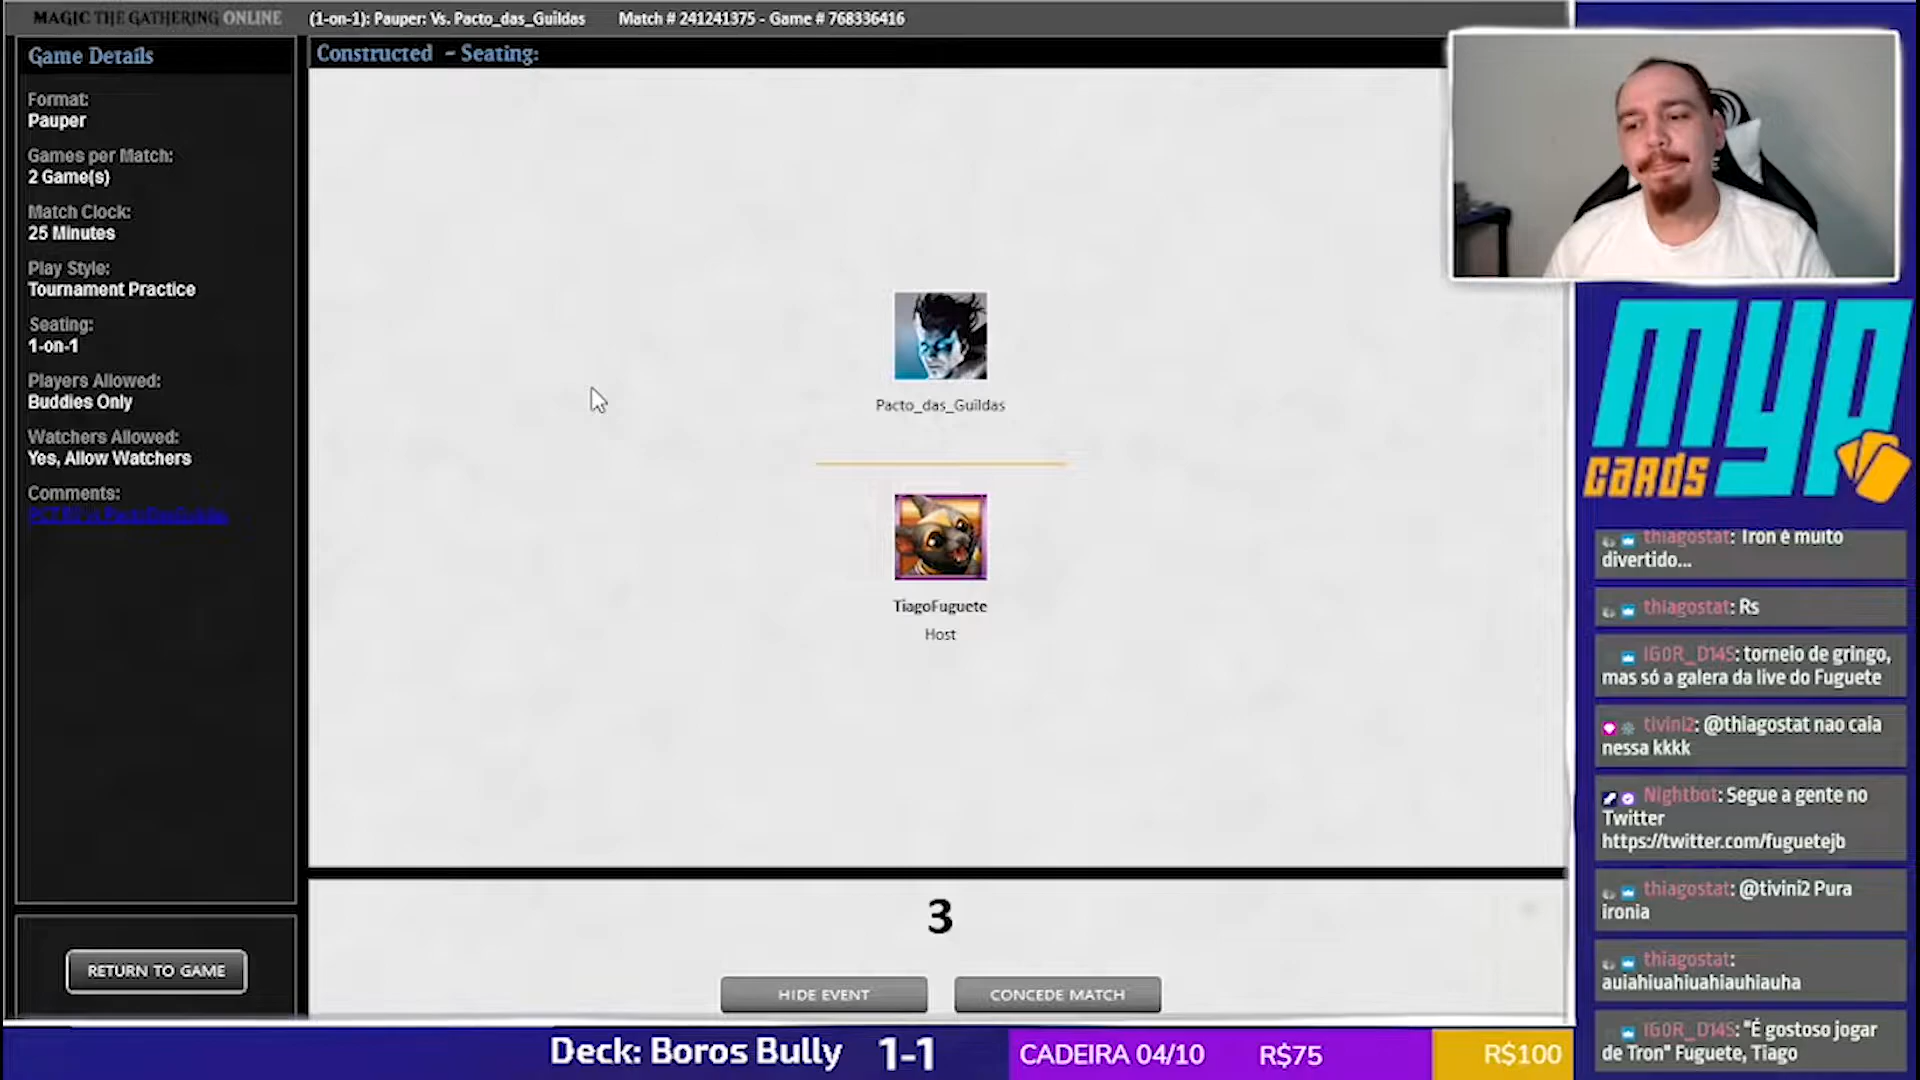 MAGIC THE GATHERING ONLINE
(1-on-1): Pauper: Vs. Pacto_das_Guildas
Match # 241241375 - Game # 768336416
Game Details
Format:
Pauper
Games per Match:
2 Game(s)
Match Clock:
25 Minutes
Play Style:
Tournament Practice
Seating:
1-on-1
Players Allowed:
Buddies Only
Watchers Allowed:
Yes, Allow Watchers
Comments:
RETURN TO GAME
Constructed - Seating:
Pacto_das_Guildas
TiagoFuguete
Host
3
HIDE EVENT
CONCEDE MATCH
myp
cards
thiagostat: Tron é muito
divertido...
thiagostat: Rs
IGOR_D14S: torneio de gringo,
mas só a galera da live do Fuguete
tivini2: @thiagostat nao caia
nessa kkkk
Nightbot: Segue a gente no
Twitter
https://twitter.com/fuguetejb
thiagostat: @tivini2 Pura
ironia
thiagostat:
auiahiuahiuahiauhiauha
IGOR_D14S: "É gostoso jogar
de Tron" Fuguete, Tiago
Deck: Boros Bully
1-1
CADEIRA 04/10
R$75
R$100